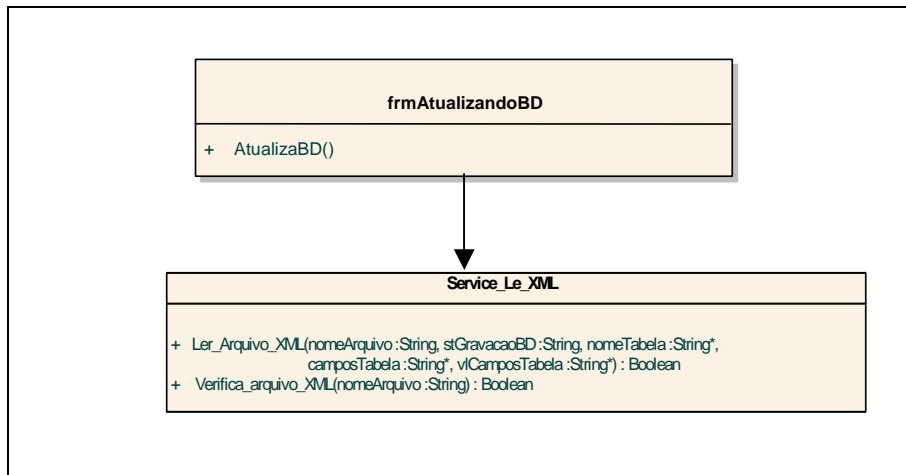 frmAtualizandoBD
+ AtualizaBD()
Service_Le_XML
+ Ler_Arquivo_XML(nomeArquivo :String, stGravacaoBD :String, nomeTabela :String*,
camposTabela :String*, vlCamposTabela :String*) : Boolean
+ Verifica_arquivo_XML(nomeArquivo :String) : Boolean